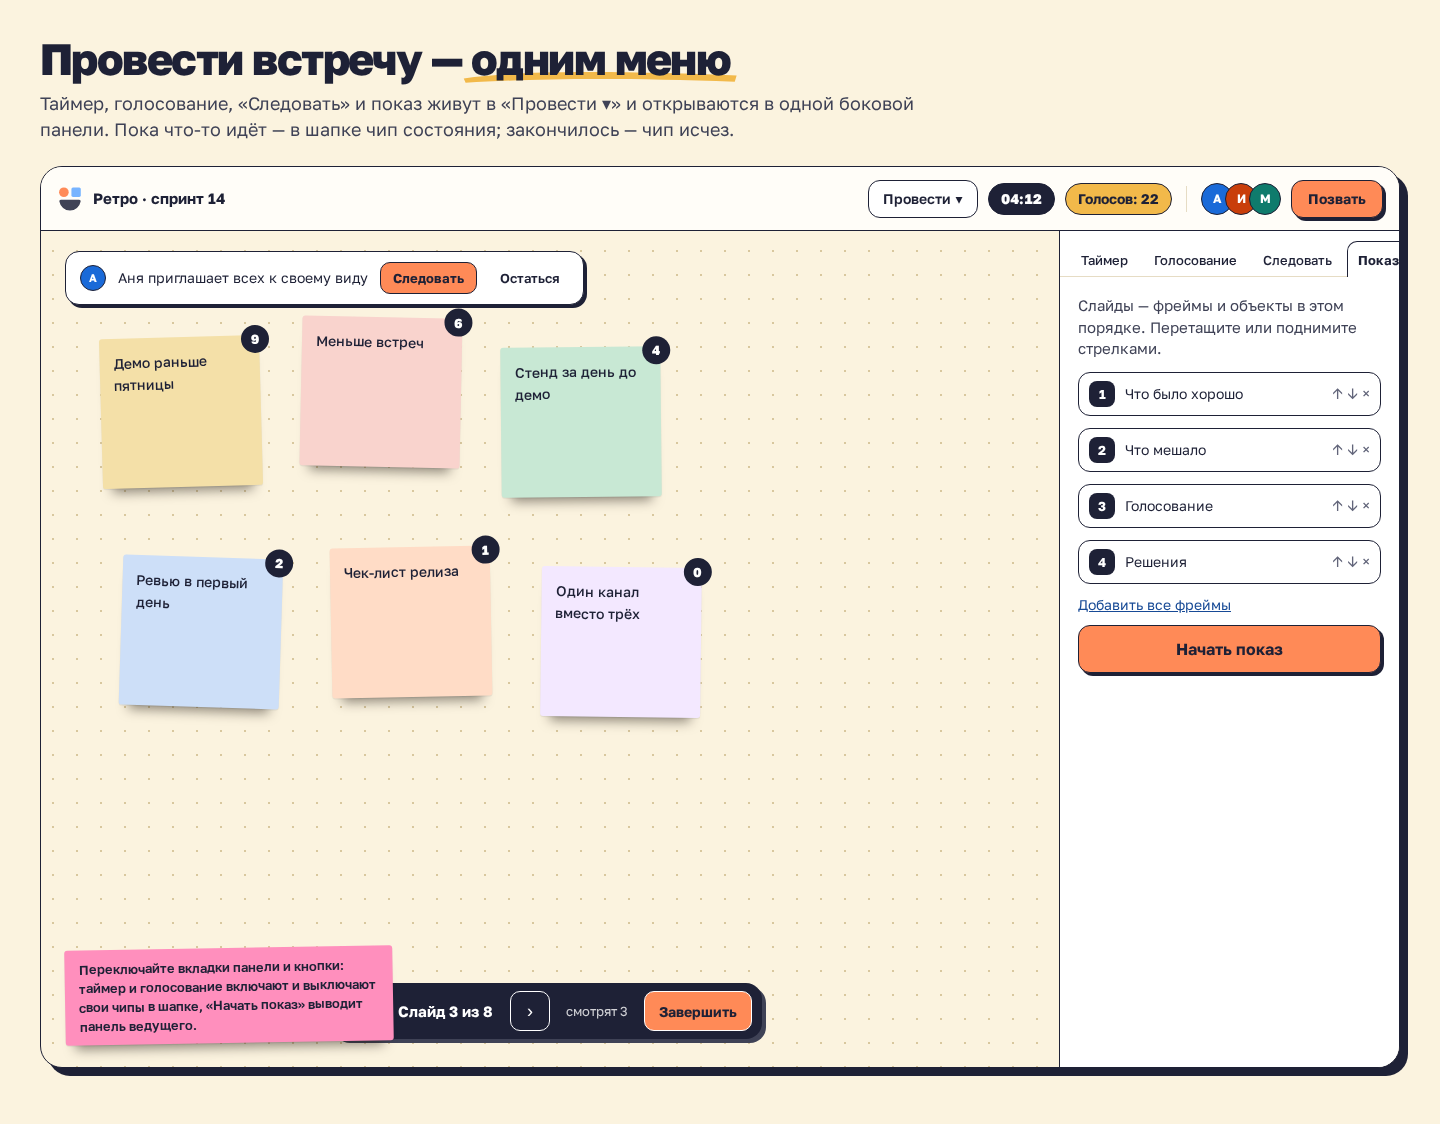 Провести встречу — одним меню
Таймер, голосование, «Следовать» и показ живут в «Провести ▾» и открываются в одной боковой
панели. Пока что-то идёт — в шапке чип состояния; закончилось — чип исчез.
Ретро · спринт 14
Провести ▾
04:12
Голосов: 22
А
И
М
Позвать
А
Аня приглашает всех к своему виду
Следовать
Остаться
Таймер
Голосование
Следовать
Показ
Слайды — фреймы и объекты в этом
порядке. Перетащите или поднимите
стрелками.
1 Что было хорошо ↑ ↓ ×
2 Что мешало ↑ ↓ ×
3 Голосование ↑ ↓ ×
4 Решения ↑ ↓ ×
Добавить все фреймы
Начать показ
9
Демо раньше
пятницы
6
Меньше встреч
4
Стенд за день до
демо
2
Ревью в первый
день
1
Чек-лист релиза
0
Один канал
вместо трёх
Переключайте вкладки панели и кнопки:
таймер и голосование включают и выключают
свои чипы в шапке, «Начать показ» выводит
панель ведущего.
Слайд 3 из 8
›
смотрят 3
Завершить